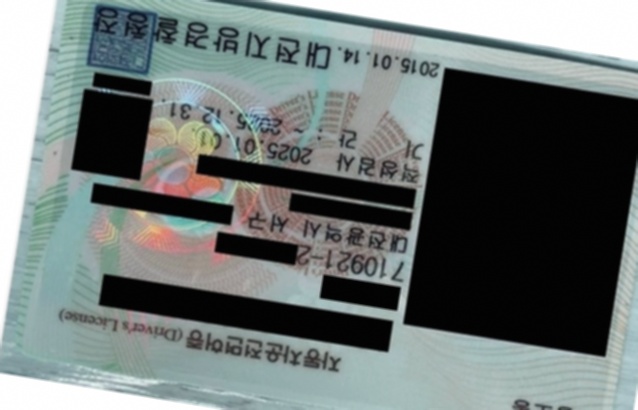 자동차운전면허증 (Driver's License)
710921-2
대전광역시 서구
적성검사 2025.01.01.
기 간 : ~ 2025.12.31.
2015.01.14. 대전지방경찰청장